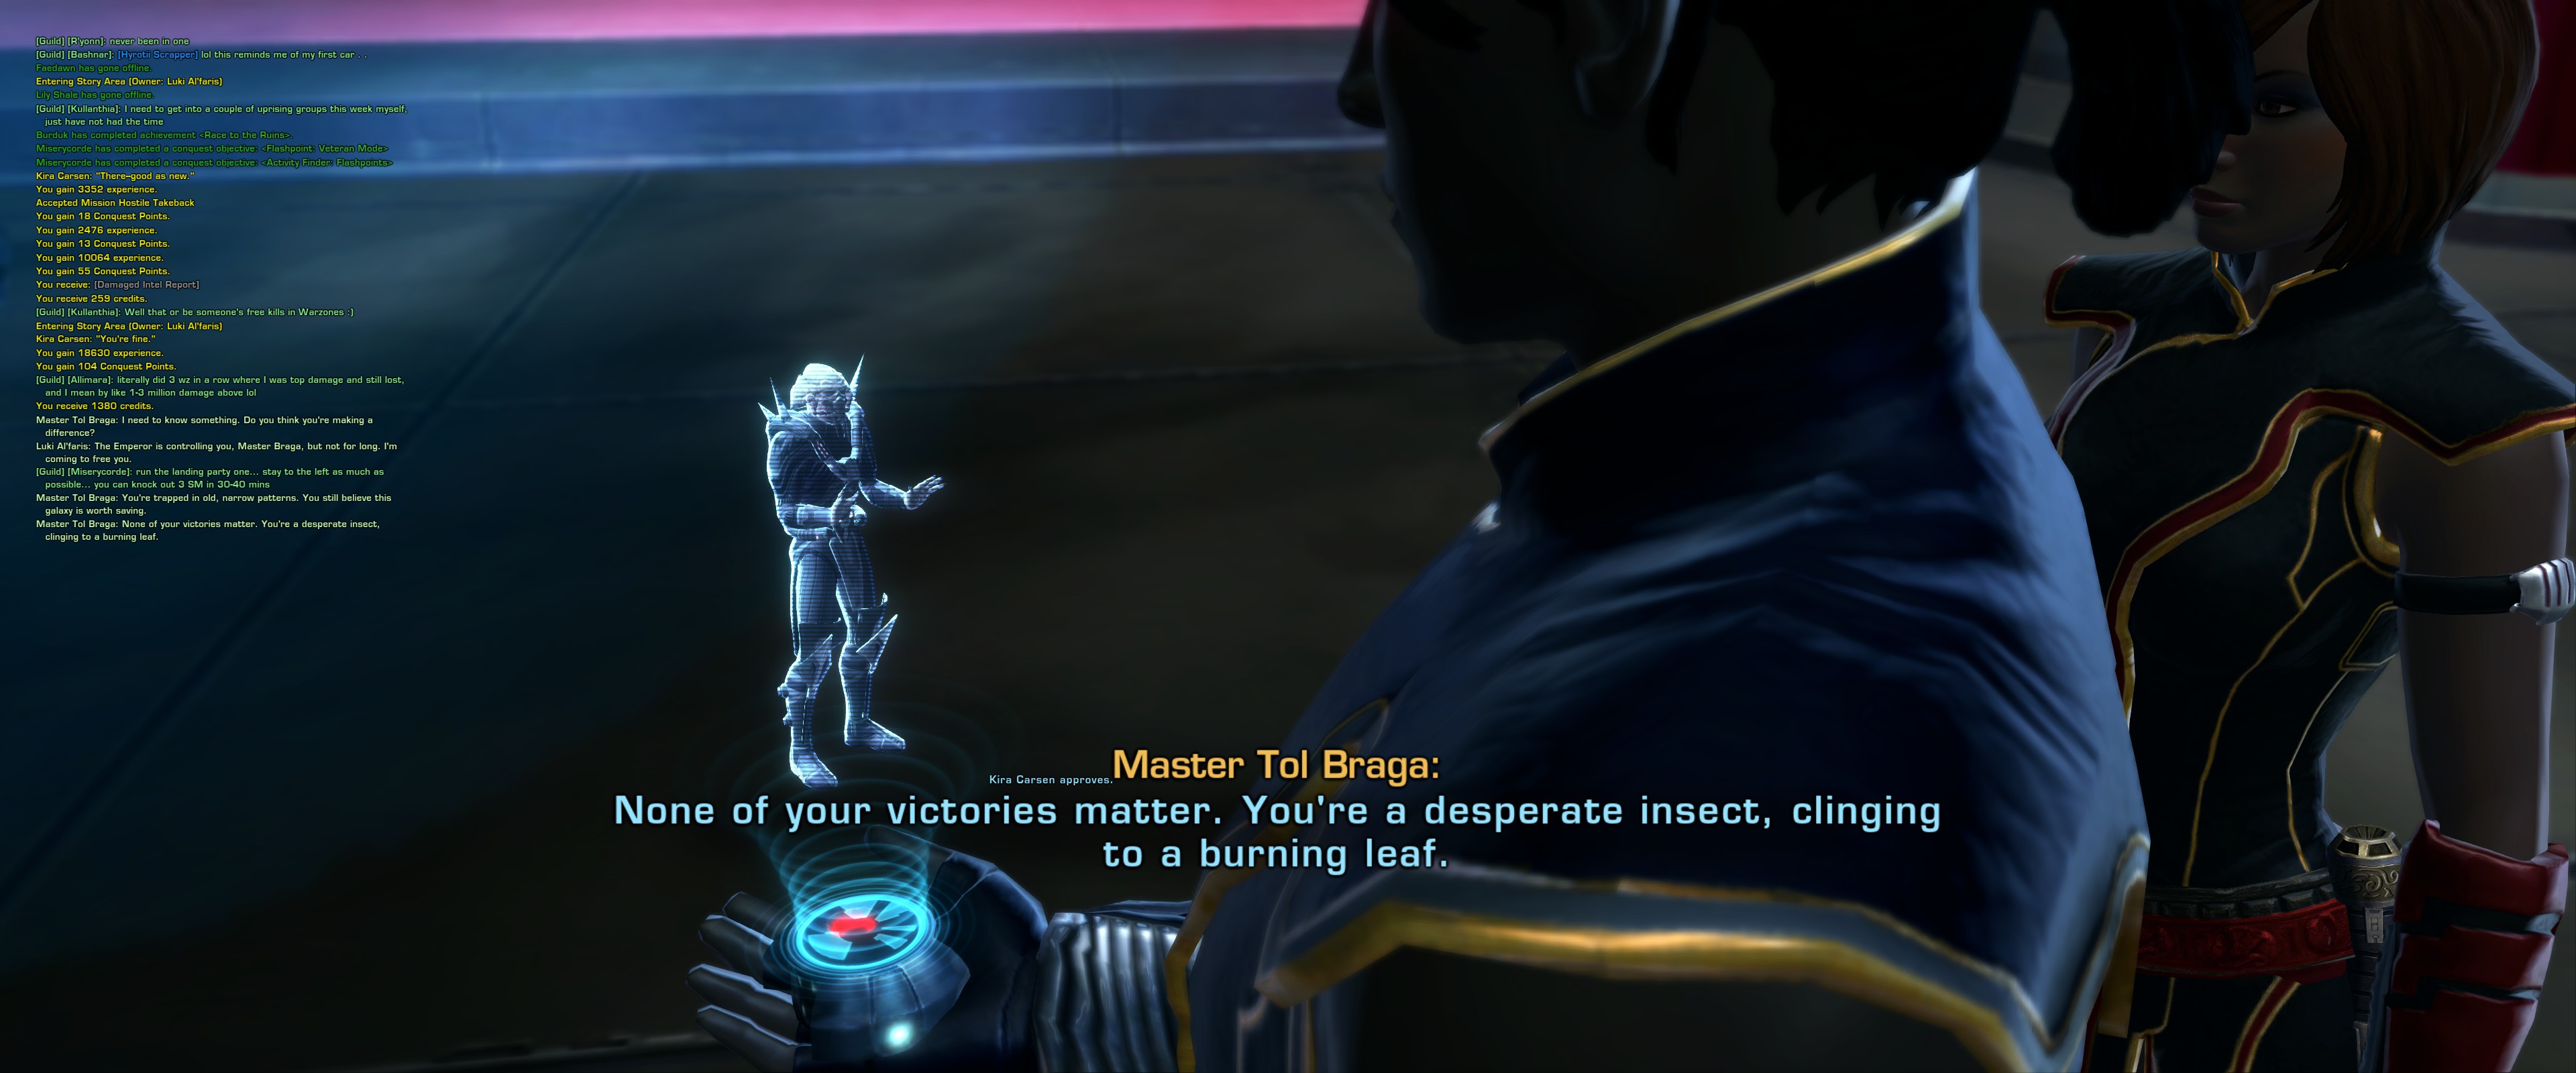 [Guild] [R'yonn]: never been in one
[Guild] [Bashnar]: [Hyrotii Scrapper] lol this reminds me of my first car . .
Faedawn has gone offline.
Entering Story Area (Owner: Luki Al'faris)
Lily Shale has gone offline.
[Guild] [Kullanthia]: I need to get into a couple of uprising groups this week myself,
just have not had the time
Burduk has completed achievement <Race to the Ruins>
Miserycorde has completed a conquest objective: <Flashpoint: Veteran Mode>
Miserycorde has completed a conquest objective: <Activity Finder: Flashpoints>
Kira Carsen: "There–good as new."
You gain 3352 experience.
Accepted Mission Hostile Takeback
You gain 18 Conquest Points.
You gain 2476 experience.
You gain 13 Conquest Points.
You gain 10064 experience.
You gain 55 Conquest Points.
You receive: [Damaged Intel Report]
You receive 259 credits.
[Guild] [Kullanthia]: Well that or be someone's free kills in Warzones :)
Entering Story Area (Owner: Luki Al'faris)
Kira Carsen: "You're fine."
You gain 18630 experience.
You gain 104 Conquest Points.
[Guild] [Allimara]: literally did 3 wz in a row where I was top damage and still lost,
and I mean by like 1-3 million damage above lol
You receive 1380 credits.
Master Tol Braga: I need to know something. Do you think you're making a
difference?
Luki Al'faris: The Emperor is controlling you, Master Braga, but not for long. I'm
coming to free you.
[Guild] [Miserycorde]: run the landing party one... stay to the left as much as
possible... you can knock out 3 SM in 30-40 mins
Master Tol Braga: You're trapped in old, narrow patterns. You still believe this
galaxy is worth saving.
Master Tol Braga: None of your victories matter. You're a desperate insect,
clinging to a burning leaf.
Kira Carsen approves.
Master Tol Braga:
None of your victories matter. You're a desperate insect, clinging
to a burning leaf.